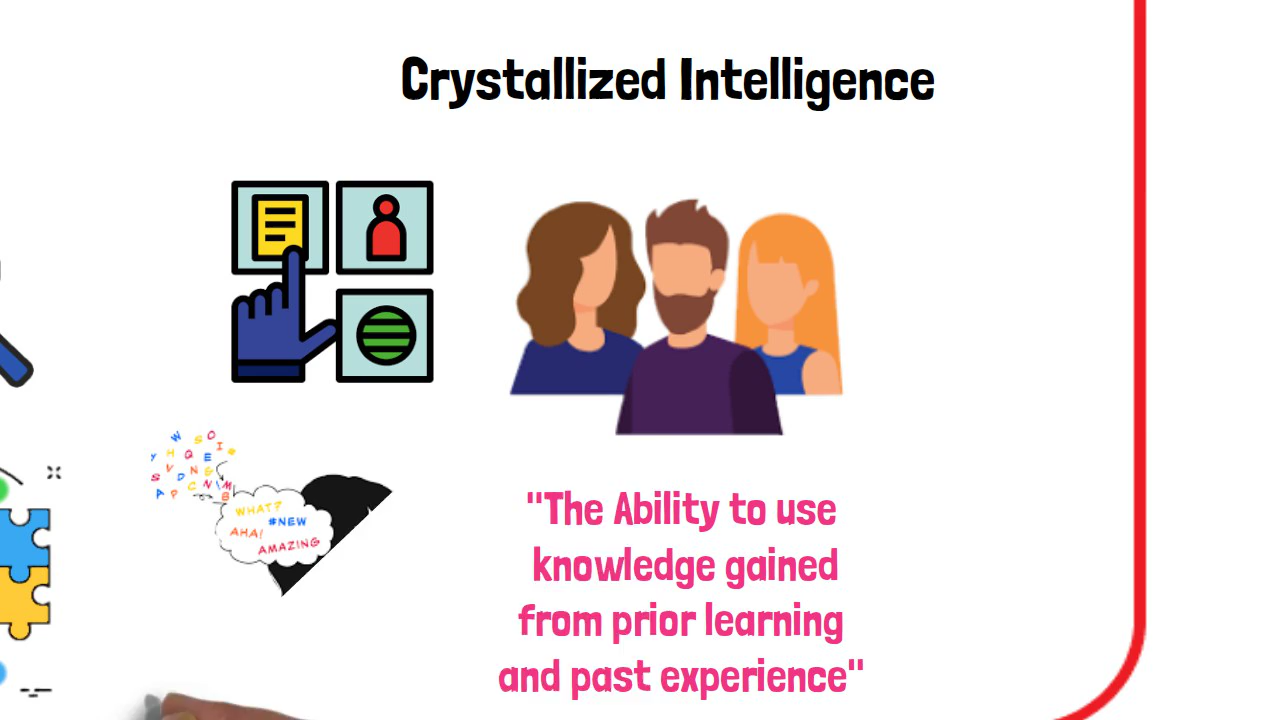 Crystallized Intelligence
WHAT?
#NEW
AHA!
AMAZING
"The Ability to use
knowledge gained
from prior learning
and past experience"